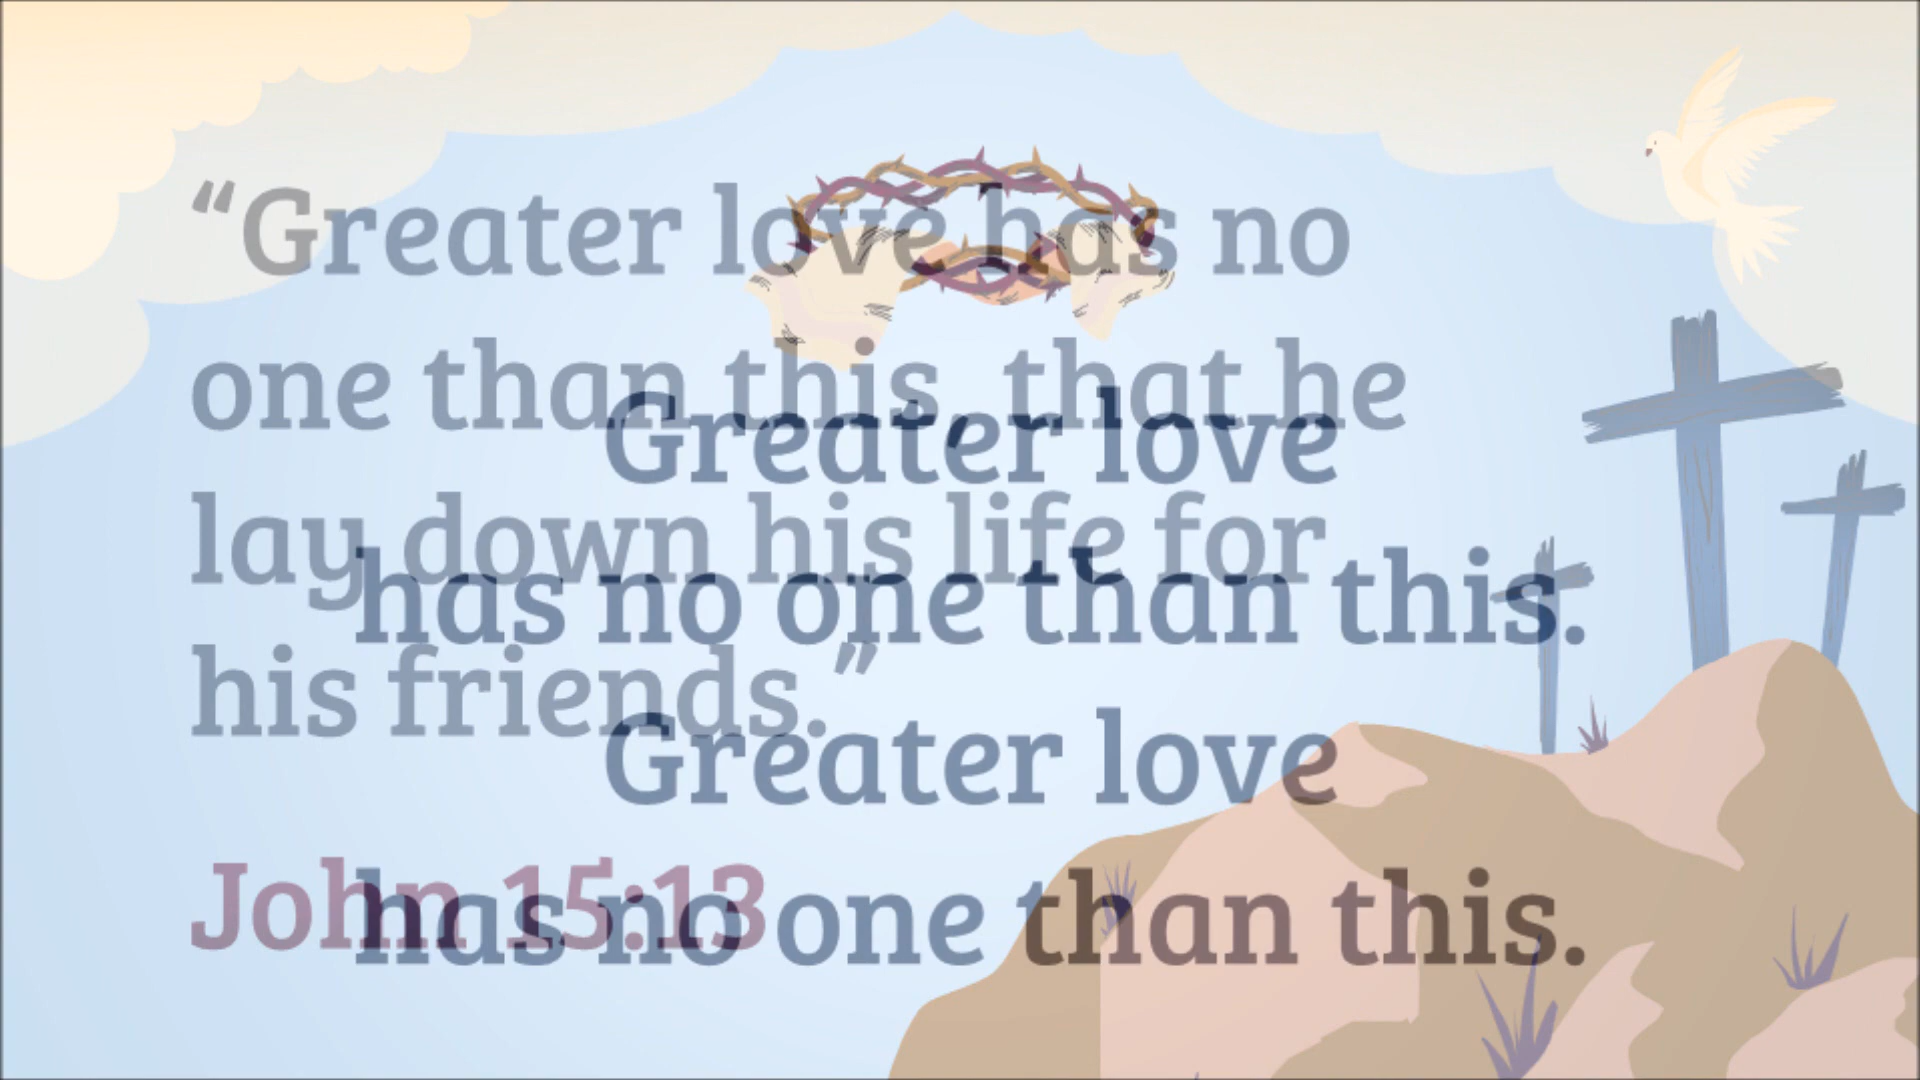 “Greater love has no
one than this, that he
lay down his life for
his friends.”
John 15:13
Greater love
has no one than this.
Greater love
has no one than this.